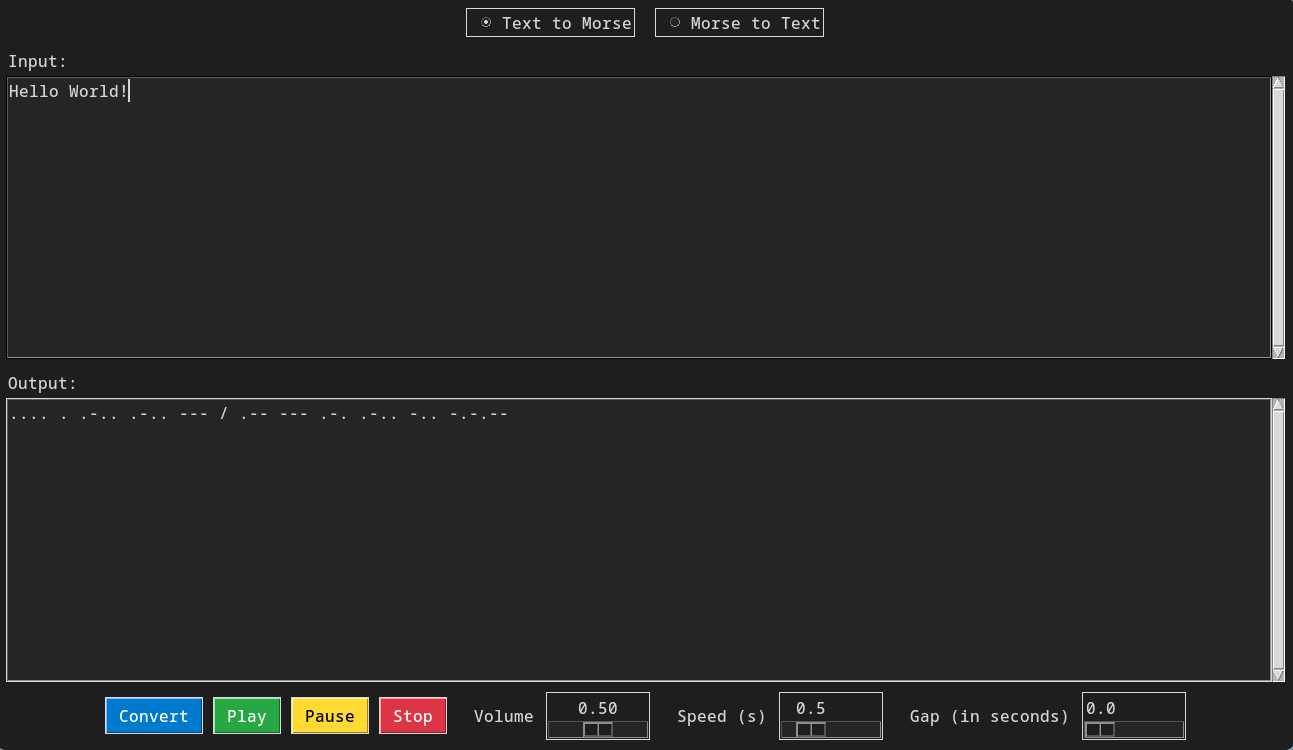 Text to Morse Morse to Text
Input:
Hello World!
Output:
.... . .-.. .-.. --- / .-- --- .-. .-.. -.. -.-.--
Convert Play Pause Stop Volume 0.50 Speed (s) 0.5 Gap (in seconds) 0.0